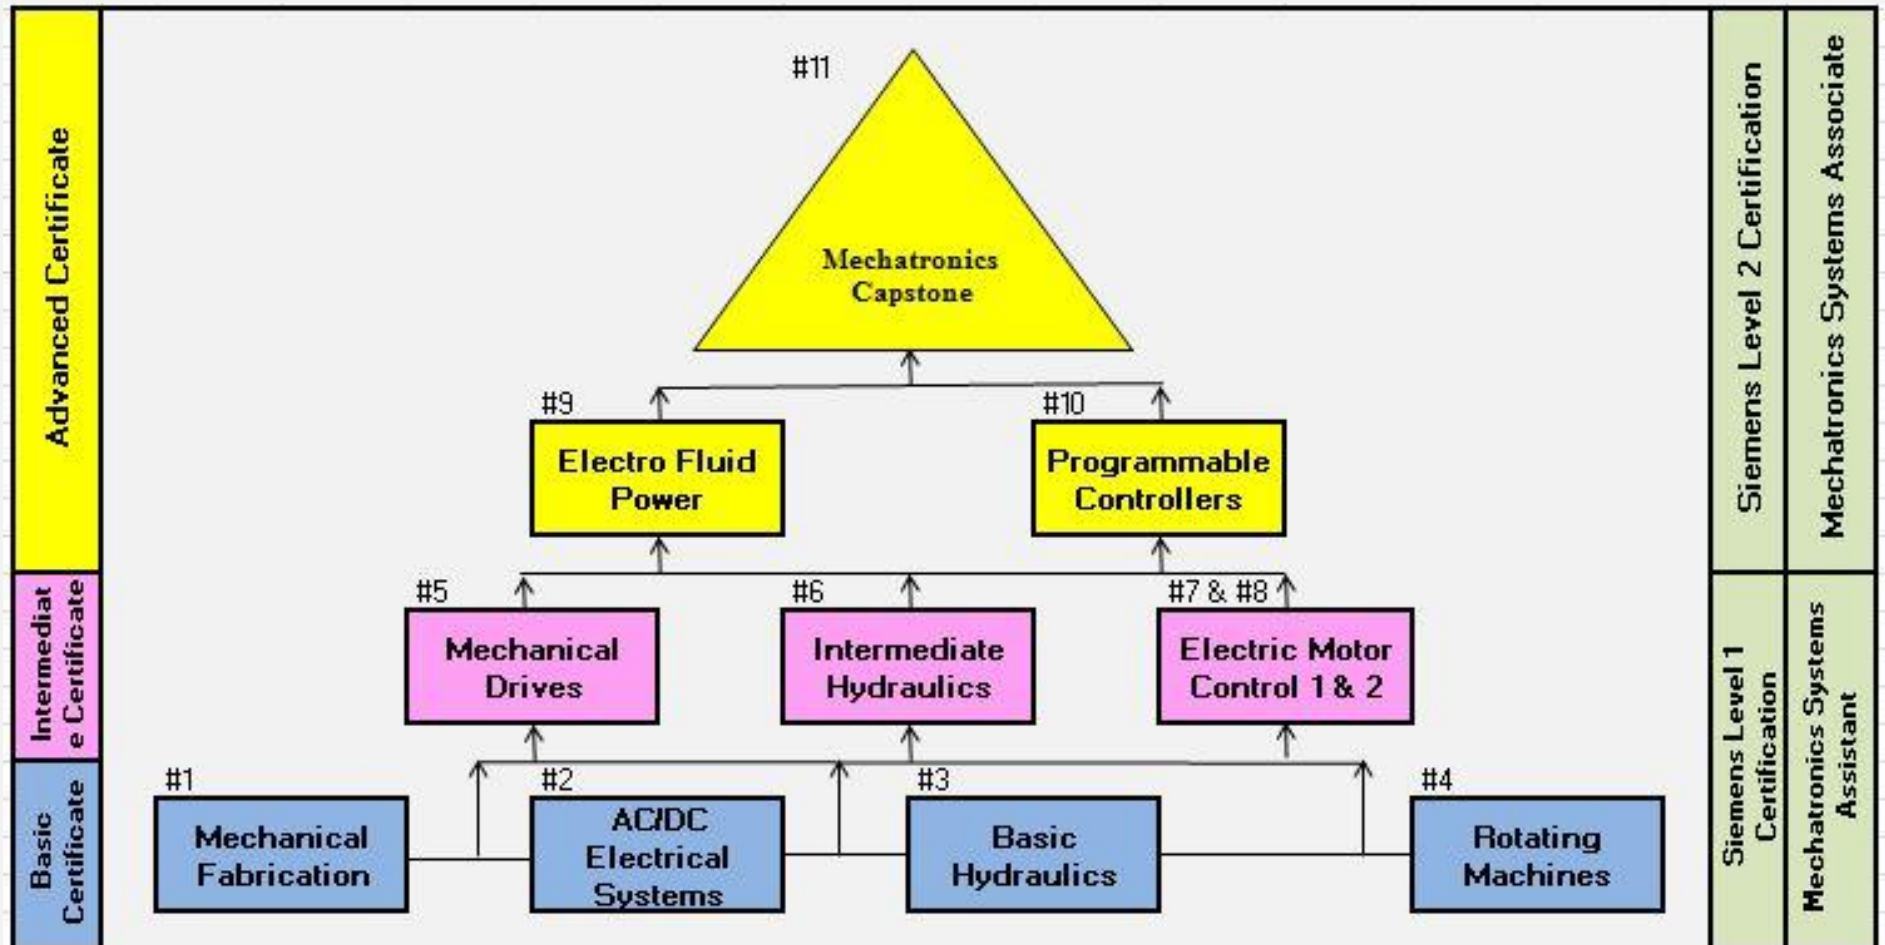 Advanced Certificate
#11
Mechatronics
Capstone
#9
Electro Fluid
Power
#10
Programmable
Controllers
Siemens Level 2 Certification
Mechatronics Systems Associate
Intermediat
e Certificate
#5
Mechanical
Drives
#6
Intermediate
Hydraulics
#7 & #8
Electric Motor
Control 1 & 2
Basic
Certificate
#1
Mechanical
Fabrication
#2
AC/DC
Electrical
Systems
#3
Basic
Hydraulics
#4
Rotating
Machines
Siemens Level 1
Certification
Mechatronics Systems
Assistant